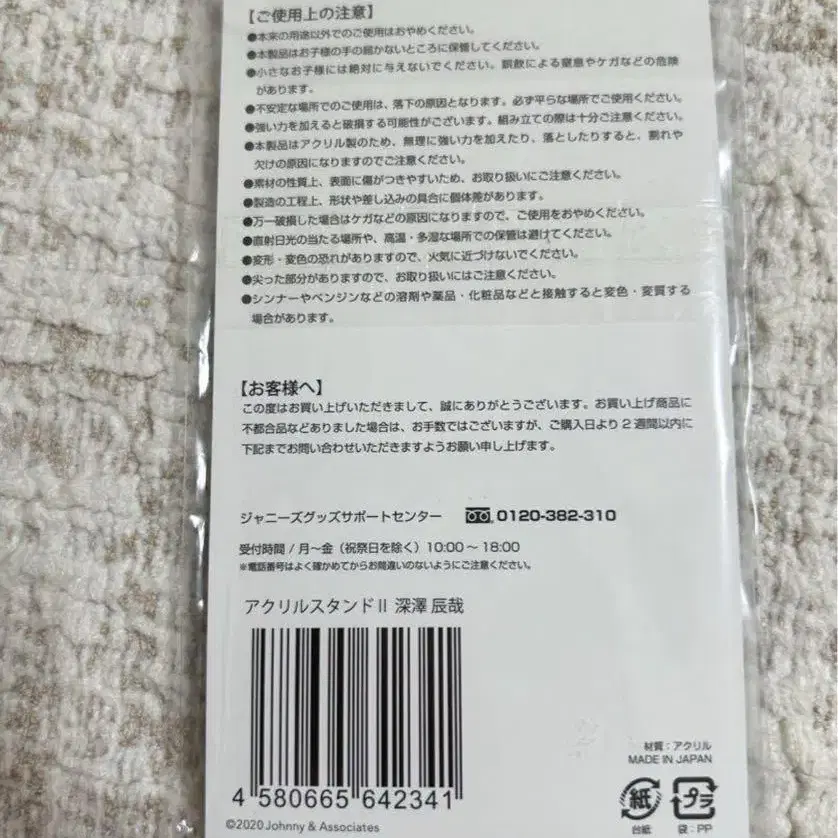 【ご使用上の注意】
●本来の用途以外でのご使用はおやめください。
●本製品はお子様の手の届かないところに保管してください。
●小さなお子様には絶対に与えないでください。誤飲による窒息やケガなどの危険
があります。
●不安定な場所でのご使用は、落下の原因となります。必ず平らな場所でご使用ください。
●強い力を加えると破損する可能性がございます。組み立ての際は十分ご注意ください。
●本製品はアクリル製のため、無理に強い力を加えたり、落としたりすると、割れや
欠けの原因になりますのでご注意ください。
●素材の性質上、表面に傷がつきやすいため、お取り扱いにご注意ください。
●製造の工程上、形状や差し込みの具合に個体差があります。
●万一破損した場合はケガなどの原因になりますので、ご使用をおやめください。
●直射日光の当たる場所や、高温・多湿な場所での保管は避けてください。
●変形・変色の恐れがありますので、火気に近づけないでください。
●尖った部分がありますので、お取り扱いにはご注意ください。
●シンナーやベンジンなどの溶剤や薬品・化粧品などと接触すると変色・変質する
場合があります。
【お客様へ】
この度はお買い上げいただきまして、誠にありがとうございます。お買い上げ商品に
不都合品などありました場合は、お手数ではございますが、ご購入日より2週間以内に
下記までお問い合わせいただきますようお願い申し上げます。
ジャニーズグッズサポートセンター 0120-382-310
受付時間/月〜金（祝祭日を除く）10:00〜18:00
※電話番号はよく確かめてからお間違いのないようにご注意ください。
アクリルスタンドⅡ 深澤 辰哉
4 580665 642341
©2020 Johnny & Associates
材質：アクリル
MADE IN JAPAN
紙 プラ
台紙 袋：PP